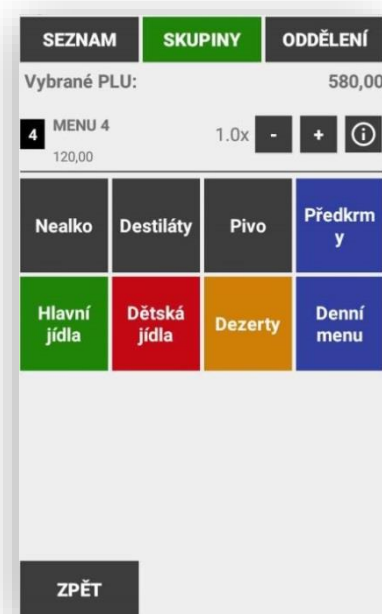 SEZNAM SKUPINY ODDĚLENÍ
Vybrané PLU: 580,00
4 MENU 4 1.0x - +
120,00
Nealko Destiláty Pivo Předkrm
y
Hlavní Dětská Dezerty Denní
jídla jídla menu
ZPĚT